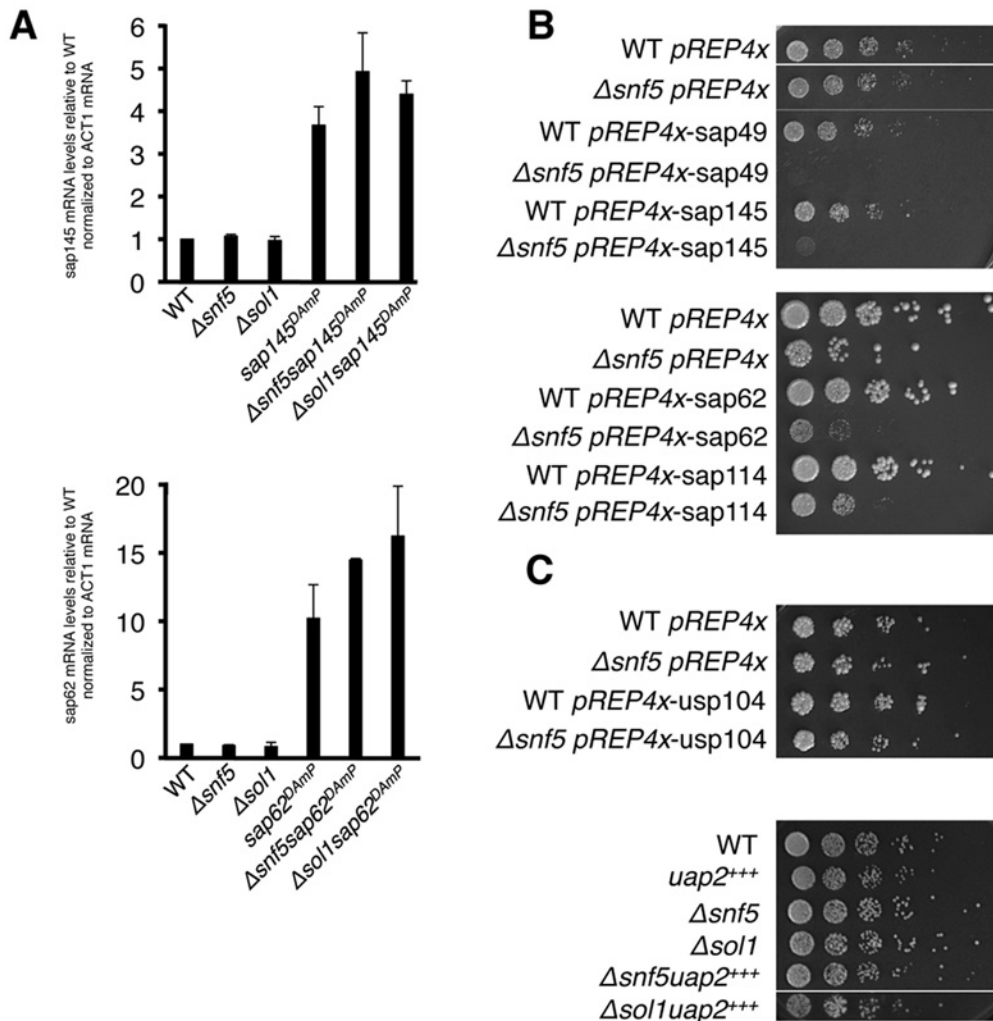 A
sap145 mRNA levels relative to WT
normalized to ACT1 mRNA
6
5
4
3
2
1
0
WT
Δsnf5
Δsol1
sap145DAmP
Δsnf5sap145DAmP
Δsol1sap145DAmP
sap62 mRNA levels relative to WT
normalized to ACT1 mRNA
20
15
10
5
0
WT
Δsnf5
Δsol1
sap62DAmP
Δsnf5sap62DAmP
Δsol1sap62DAmP
B
WT pREP4x
Δsnf5 pREP4x
WT pREP4x-sap49
Δsnf5 pREP4x-sap49
WT pREP4x-sap145
Δsnf5 pREP4x-sap145
WT pREP4x
Δsnf5 pREP4x
WT pREP4x-sap62
Δsnf5 pREP4x-sap62
WT pREP4x-sap114
Δsnf5 pREP4x-sap114
C
WT pREP4x
Δsnf5 pREP4x
WT pREP4x-usp104
Δsnf5 pREP4x-usp104
WT
uap2+++
Δsnf5
Δsol1
Δsnf5uap2+++
Δsol1uap2+++